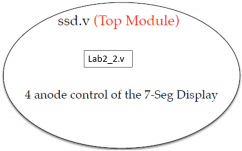 ssd.v (Top Module)
Lab2_2.v
4 anode control of the 7-Seg Display